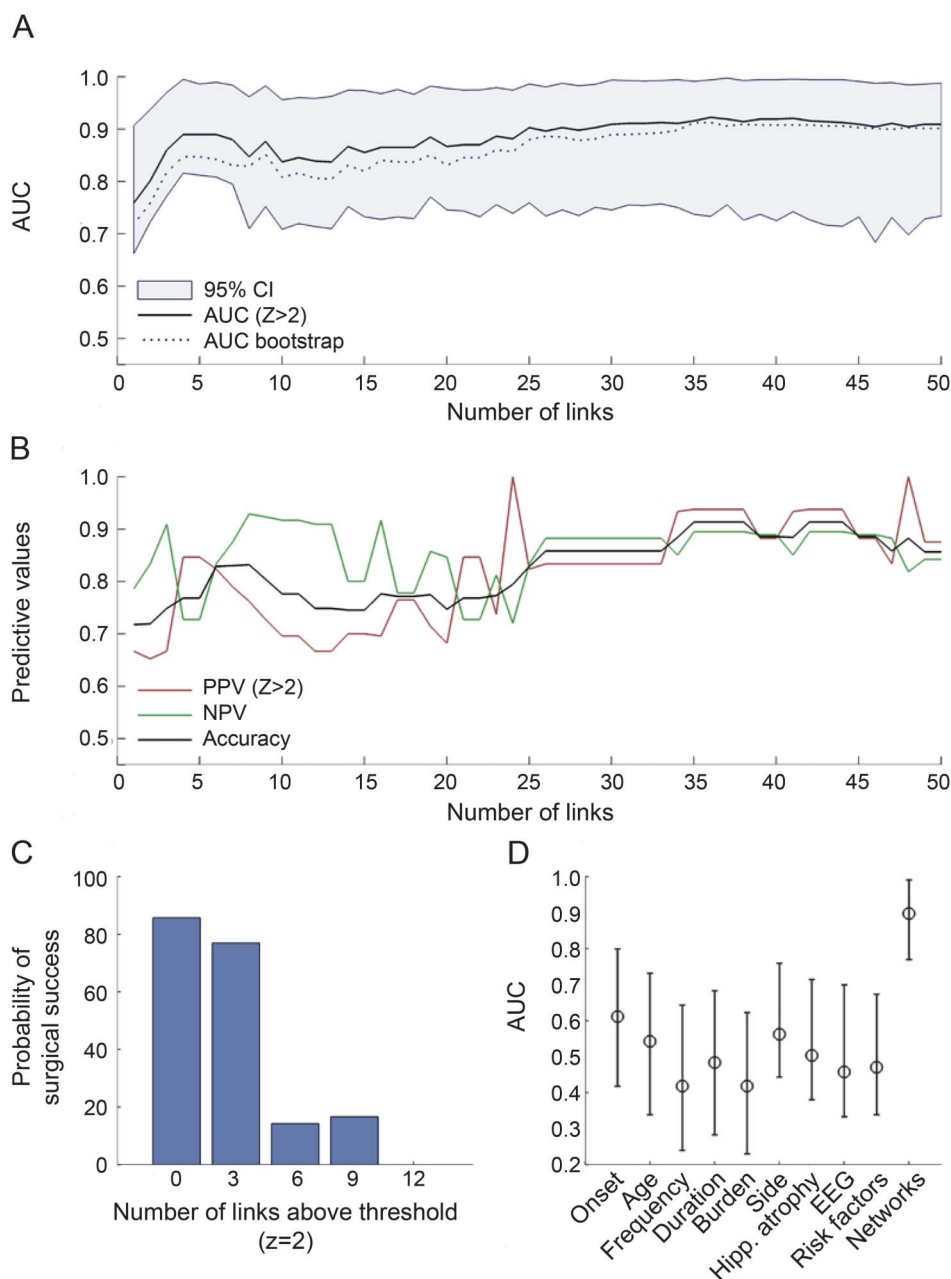 A
1.0
0.9
0.8
0.7
0.6
0.5
AUC
95% CI
AUC (Z>2)
AUC bootstrap
0 5 10 15 20 25 30 35 40 45 50
Number of links
B
1.0
0.9
0.8
0.7
0.6
0.5
Predictive values
PPV (Z>2)
NPV
Accuracy
0 5 10 15 20 25 30 35 40 45 50
Number of links
C
100
80
60
40
20
0
Probability of
surgical success
0 3 6 9 12
Number of links above threshold
(z=2)
D
1.0
0.9
0.8
0.7
0.6
0.5
0.4
0.3
0.2
AUC
Onset
Age
Frequency
Duration
Burden
Side
Hipp. atrophy
EEG
Risk factors
Networks